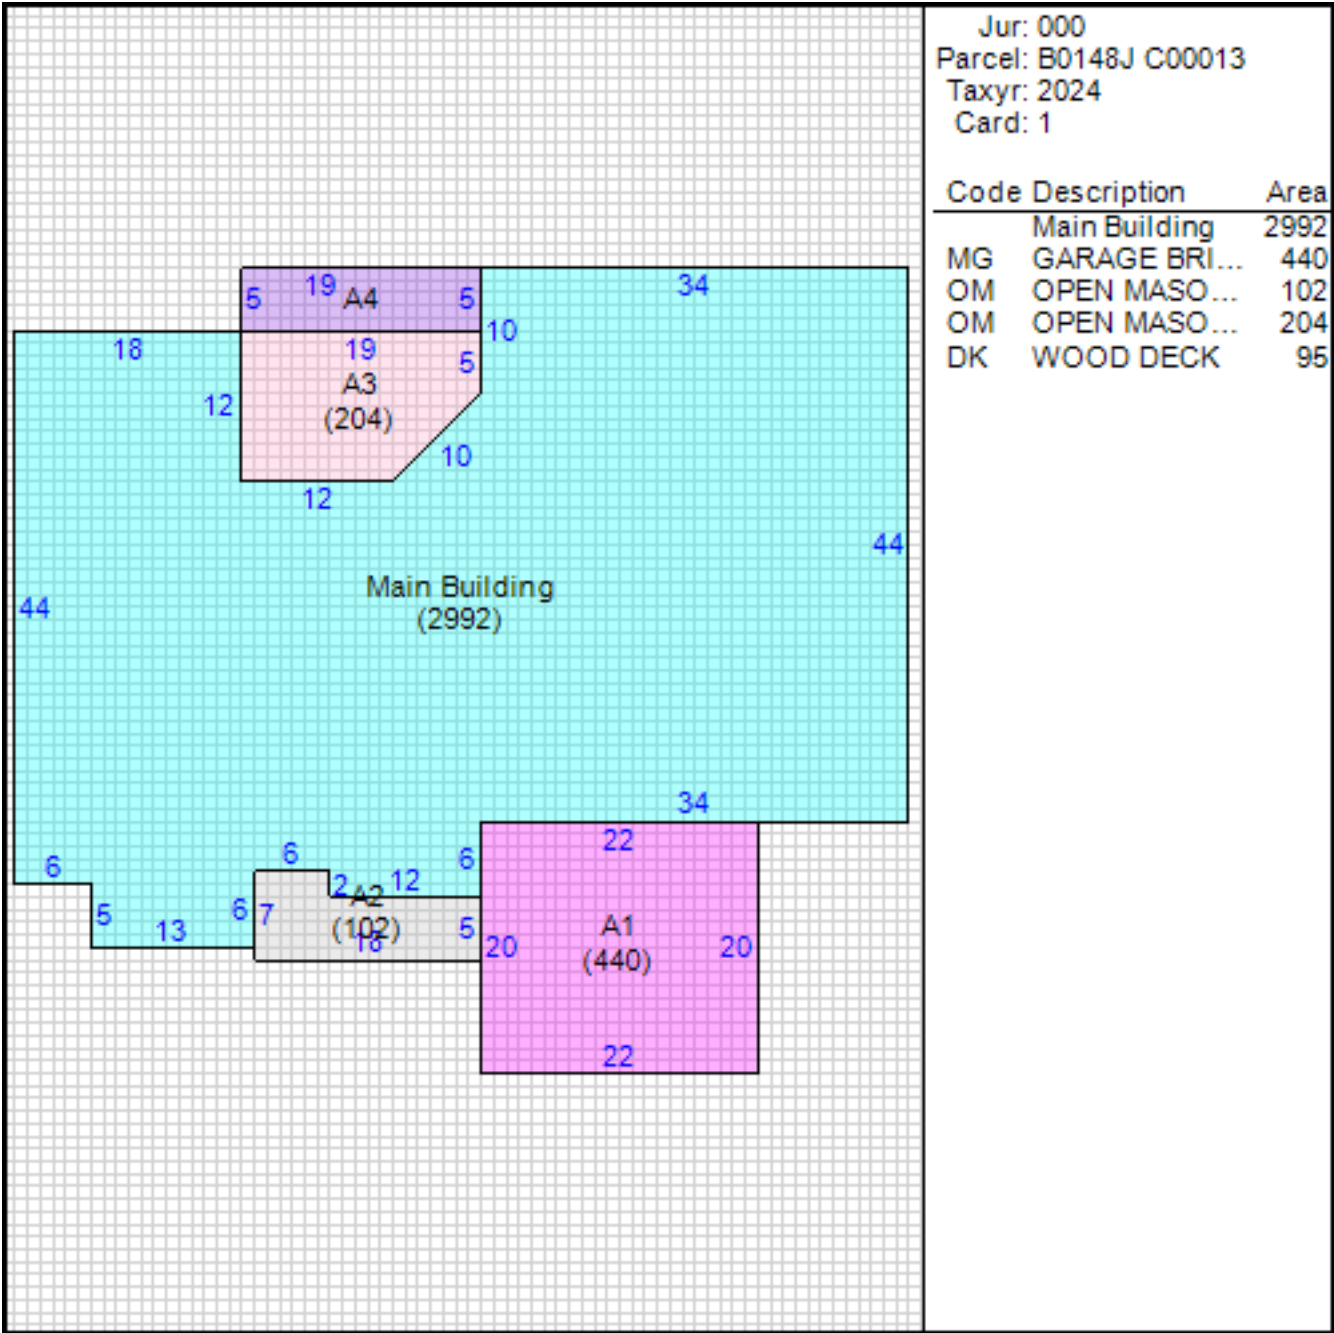 Jur: 000
Parcel: B0148J C00013
Taxyr: 2024
Card: 1
Code Description Area
Main Building 2992
MG GARAGE BRI... 440
OM OPEN MASO... 102
OM OPEN MASO... 204
DK WOOD DECK 95
5 19 A4 5 34
10
18 19 5
A3
12 (204)
10
12
44
Main Building
(2992)
44
34
22
6 6 6
2 12
A2
5 13 6 7 (102) 5
18
20 A1 20
(440)
22